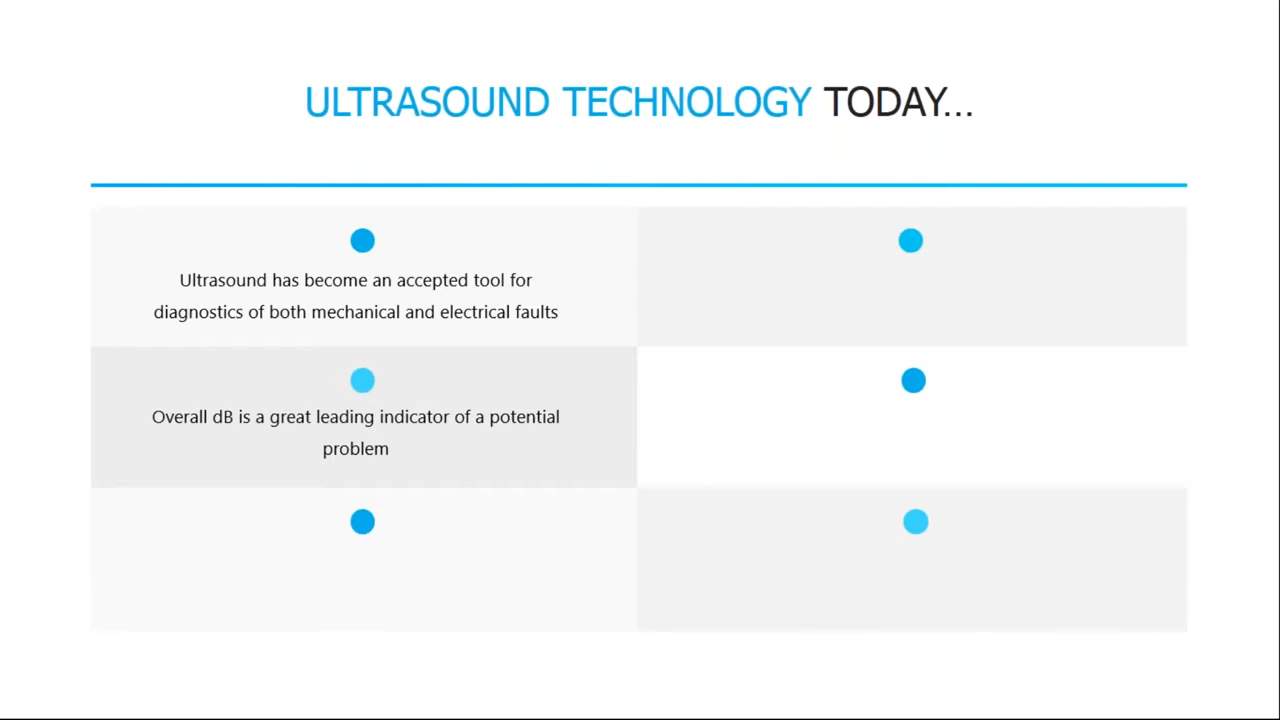 ULTRASOUND TECHNOLOGY TODAY...
Ultrasound has become an accepted tool for
diagnostics of both mechanical and electrical faults
Overall dB is a great leading indicator of a potential
problem